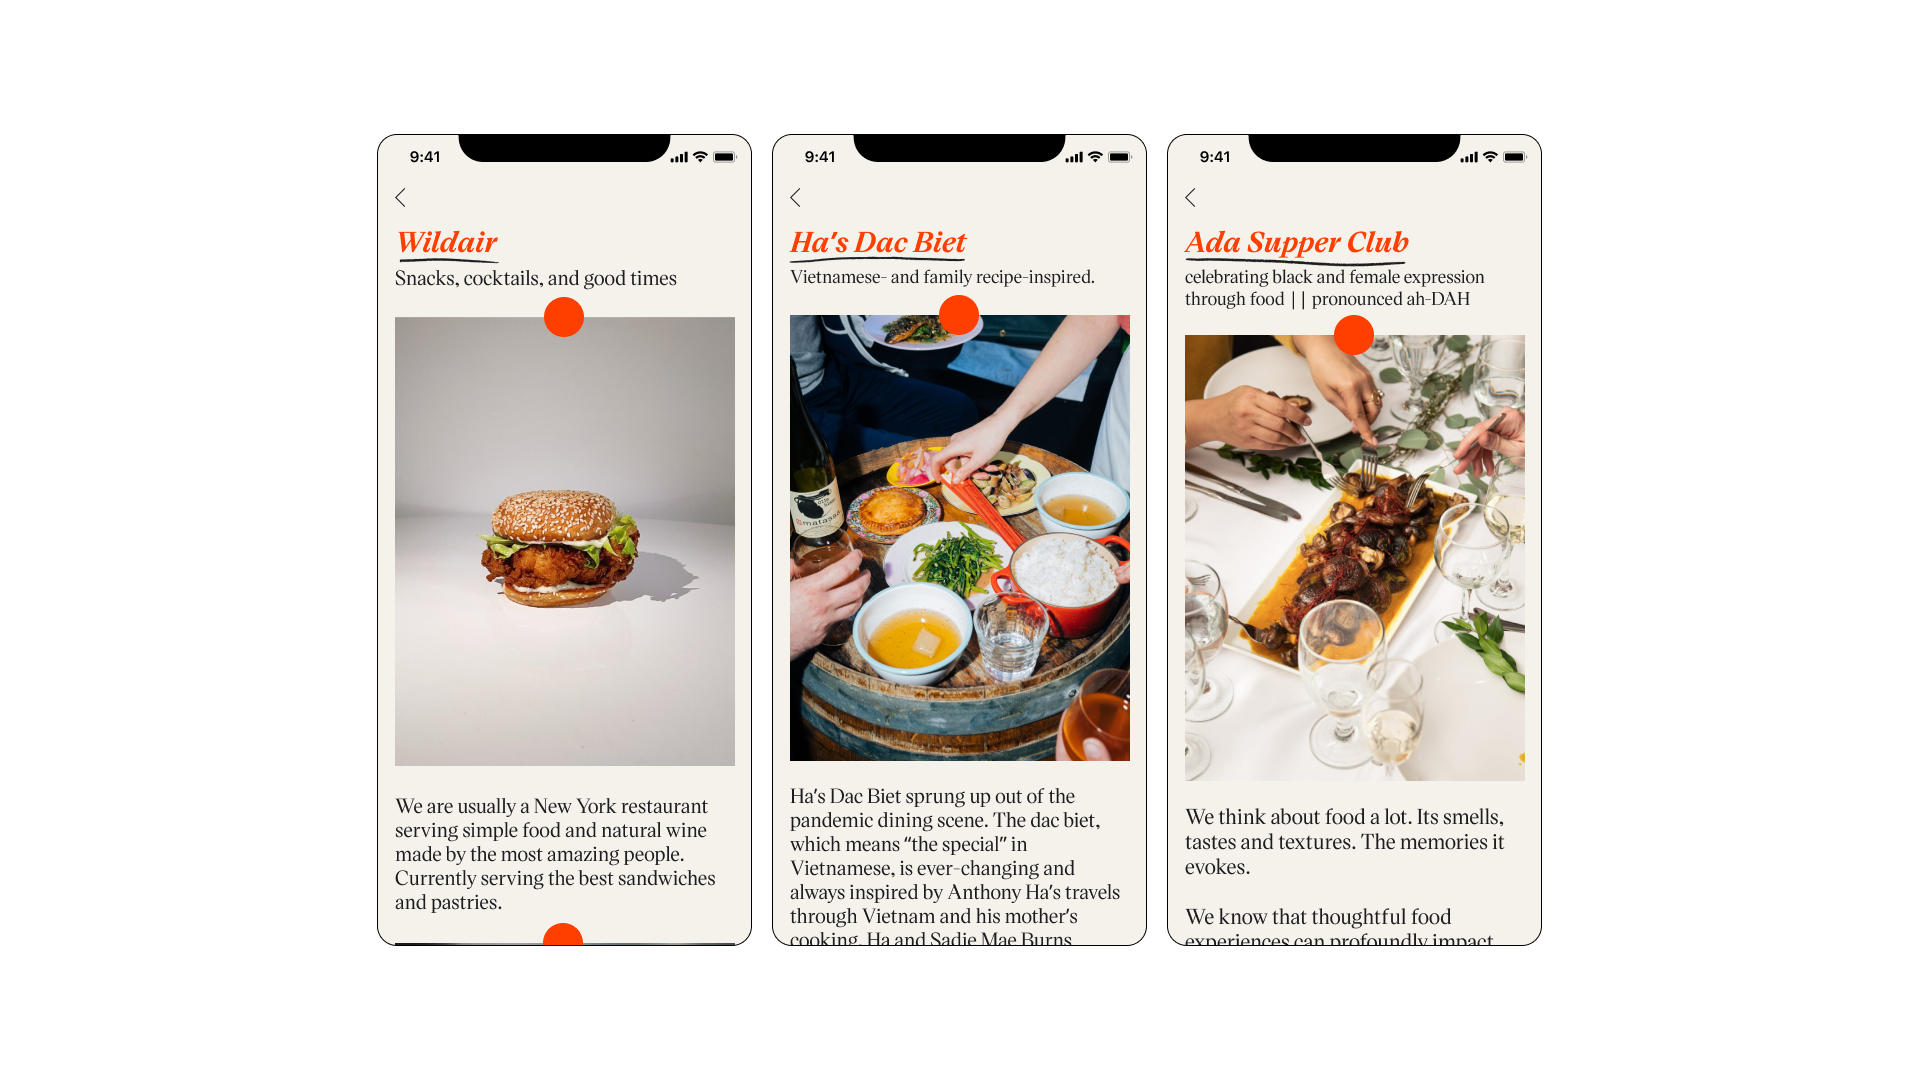 9:41
Wildair
Snacks, cocktails, and good times
We are usually a New York restaurant
serving simple food and natural wine
made by the most amazing people.
Currently serving the best sandwiches
and pastries.
9:41
Ha's Dac Biet
Vietnamese- and family recipe-inspired.
matassa
Ha's Dac Biet sprung up out of the
pandemic dining scene. The dac biet,
which means “the special” in
Vietnamese, is ever-changing and
always inspired by Anthony Ha's travels
through Vietnam and his mother's
cooking. Ha and Sadie Mae Burns
9:41
Ada Supper Club
celebrating black and female expression
through food || pronounced ah-DAH
We think about food a lot. Its smells,
tastes and textures. The memories it
evokes.
We know that thoughtful food
experiences can profoundly impact